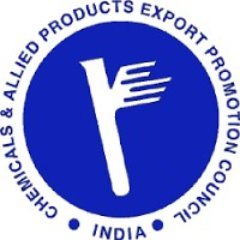 CHEMICALS & ALLIED PRODUCTS EXPORT PROMOTION COUNCIL
• INDIA •